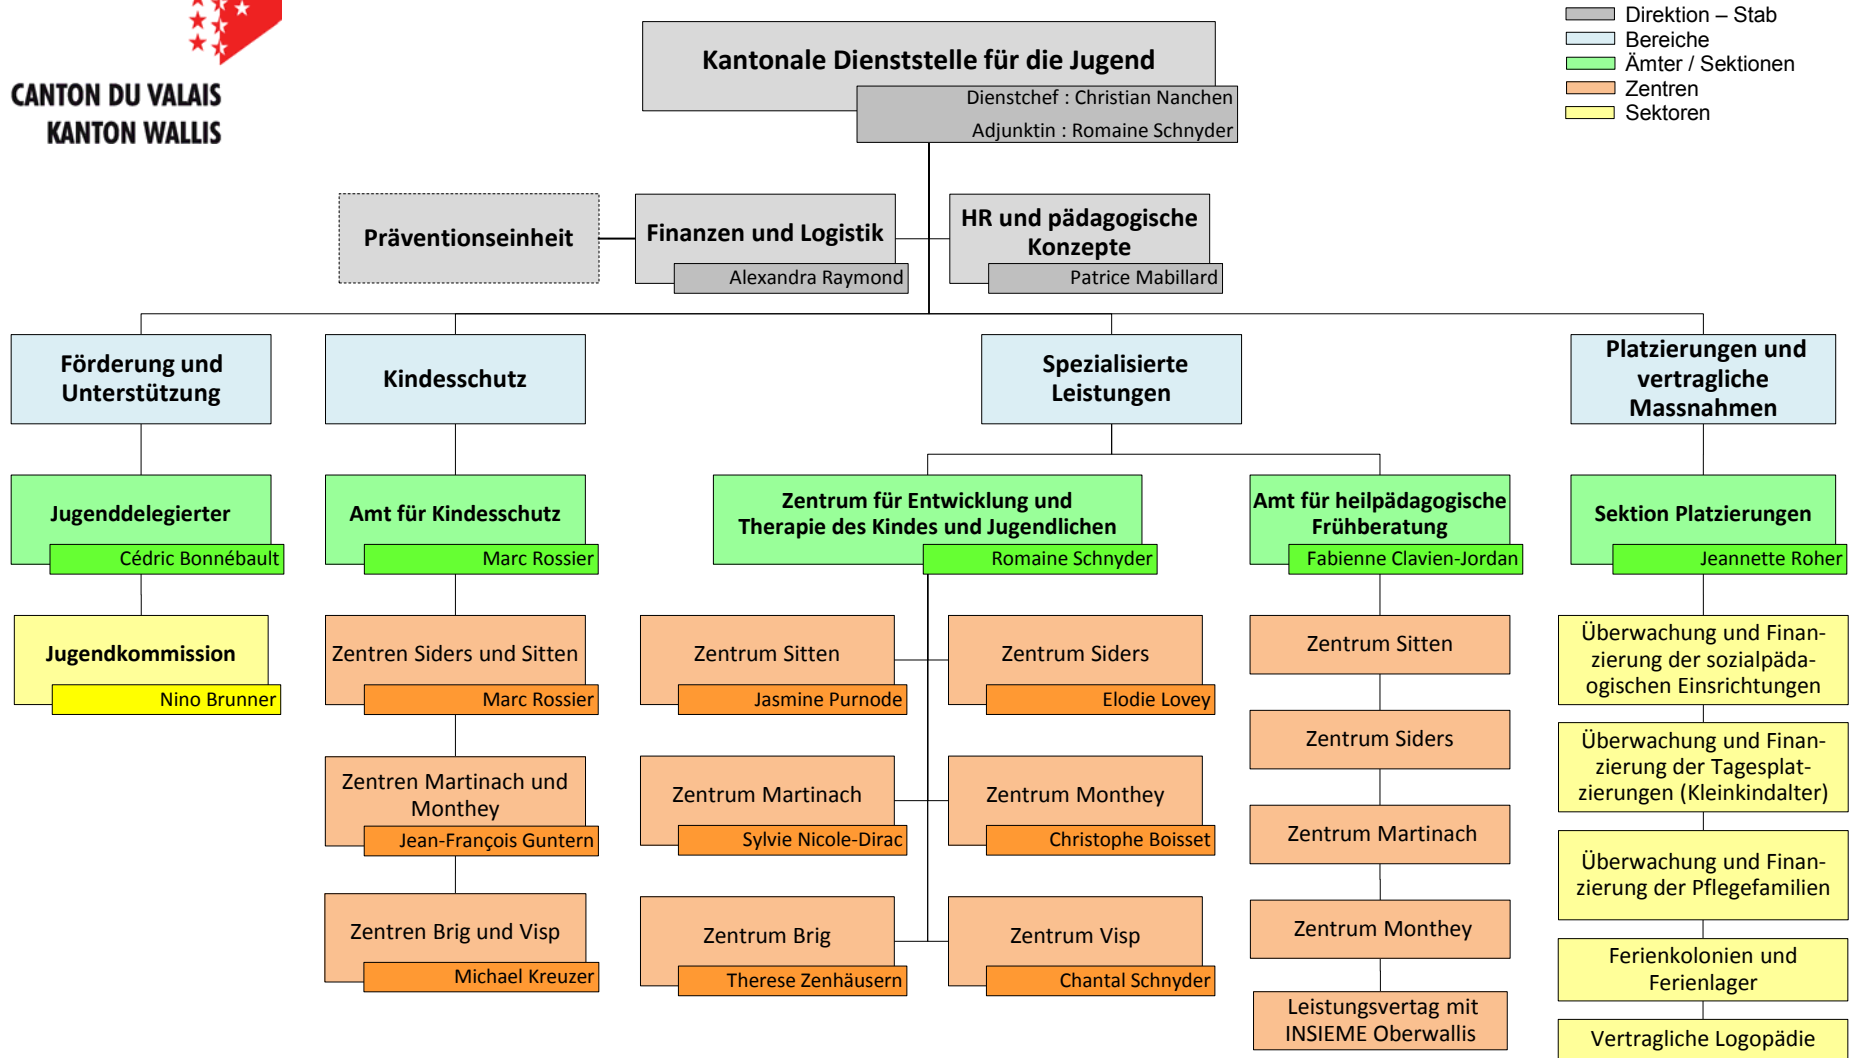 CANTON DU VALAIS
KANTON WALLIS
Direktion – Stab
Bereiche
Ämter / Sektionen
Zentren
Sektoren
Kantonale Dienststelle für die Jugend
Dienstchef : Christian Nanchen
Adjunktin : Romaine Schnyder
Präventionseinheit
Finanzen und Logistik
Alexandra Raymond
HR und pädagogische
Konzepte
Patrice Mabillard
Förderung und
Unterstützung
Kindesschutz
Spezialisierte
Leistungen
Platzierungen und
vertragliche
Massnahmen
Jugenddelegierter
Cédric Bonnébault
Amt für Kindesschutz
Marc Rossier
Zentrum für Entwicklung und
Therapie des Kindes und Jugendlichen
Romaine Schnyder
Amt für heilpädagogische
Frühberatung
Fabienne Clavien-Jordan
Sektion Platzierungen
Jeannette Roher
Jugendkommission
Nino Brunner
Zentren Siders und Sitten
Marc Rossier
Zentren Martinach und
Monthey
Jean-François Guntern
Zentren Brig und Visp
Michael Kreuzer
Zentrum Sitten
Jasmine Purnode
Zentrum Siders
Elodie Lovey
Zentrum Martinach
Sylvie Nicole-Dirac
Zentrum Monthey
Christophe Boisset
Zentrum Brig
Therese Zenhäusern
Zentrum Visp
Chantal Schnyder
Zentrum Sitten
Zentrum Siders
Zentrum Martinach
Zentrum Monthey
Leistungsvertag mit
INSIEME Oberwallis
Überwachung und Finan-
zierung der sozialpäda-
ogischen Einsrichtungen
Überwachung und Finan-
zierung der Tagesplat-
zierungen (Kleinkindalter)
Überwachung und Finan-
zierung der Pflegefamilien
Ferienkolonien und
Ferienlager
Vertragliche Logopädie